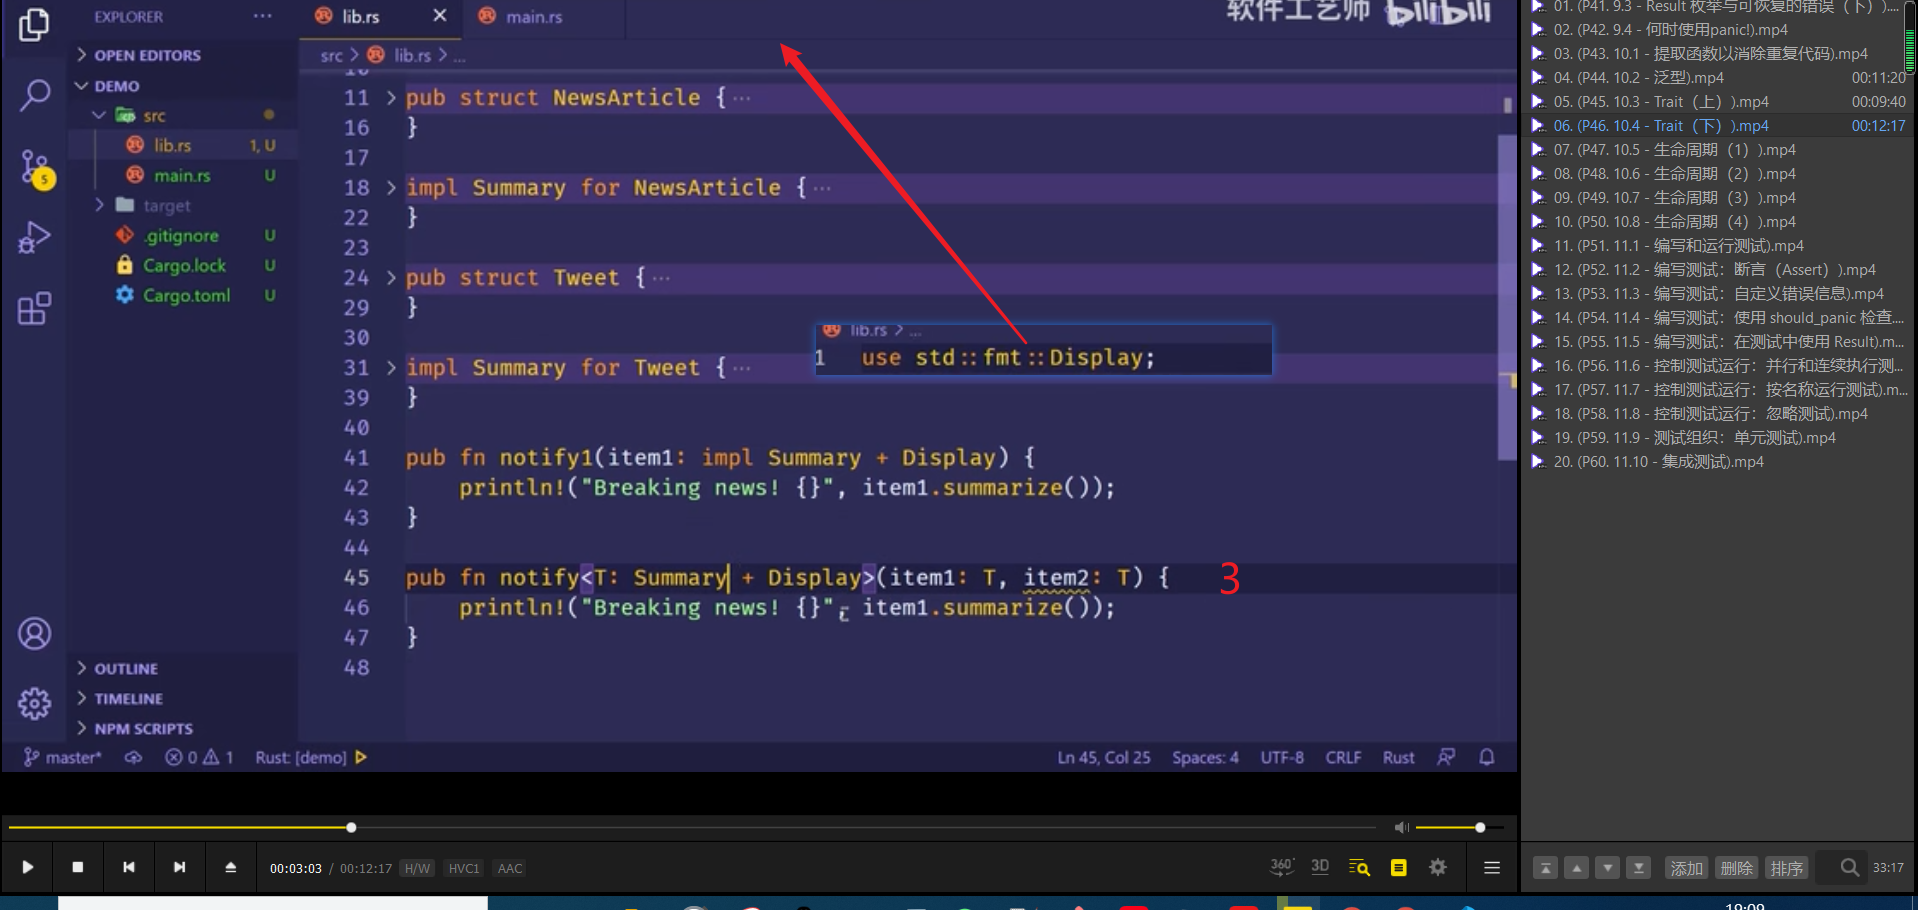 EXPLORER
OPEN EDITORS
DEMO
src
lib.rs 1, U
main.rs U
target
.gitignore U
Cargo.lock U
Cargo.toml U
OUTLINE
TIMELINE
NPM SCRIPTS
5
lib.rs
main.rs
软件工艺师 bilibili
src > lib.rs > ...
11 pub struct NewsArticle { ...
16 }
17
18 impl Summary for NewsArticle { ...
22 }
23
24 pub struct Tweet { ...
29 }
30
31 impl Summary for Tweet { ...
39 }
40
41 pub fn notify1(item1: impl Summary + Display) {
42 println!("Breaking news! {}", item1.summarize());
43 }
44
45 pub fn notify<T: Summary + Display>(item1: T, item2: T) {
46 println!("Breaking news! {}", item1.summarize());
47 }
48
lib.rs > ...
1 use std::fmt::Display;
3
master* 0 1 Rust: [demo] Ln 45, Col 25 Spaces: 4 UTF-8 CRLF Rust
00:03:03 / 00:12:17 H/W HVC1 AAC
360° 3D
01. (P41. 9.3 - Result 枚举与可恢复的错误（下）)....
02. (P42. 9.4 - 何时使用panic!).mp4
03. (P43. 10.1 - 提取函数以消除重复代码).mp4
04. (P44. 10.2 - 泛型).mp4 00:11:20
05. (P45. 10.3 - Trait（上）).mp4 00:09:40
06. (P46. 10.4 - Trait（下）).mp4 00:12:17
07. (P47. 10.5 - 生命周期（1）).mp4
08. (P48. 10.6 - 生命周期（2）).mp4
09. (P49. 10.7 - 生命周期（3）).mp4
10. (P50. 10.8 - 生命周期（4）).mp4
11. (P51. 11.1 - 编写和运行测试).mp4
12. (P52. 11.2 - 编写测试：断言（Assert）).mp4
13. (P53. 11.3 - 编写测试：自定义错误信息).mp4
14. (P54. 11.4 - 编写测试：使用 should_panic 检查....
15. (P55. 11.5 - 编写测试：在测试中使用 Result).m...
16. (P56. 11.6 - 控制测试运行：并行和连续执行测...
17. (P57. 11.7 - 控制测试运行：按名称运行测试).m...
18. (P58. 11.8 - 控制测试运行：忽略测试).mp4
19. (P59. 11.9 - 测试组织：单元测试).mp4
20. (P60. 11.10 - 集成测试).mp4
添加 删除 排序 33:17